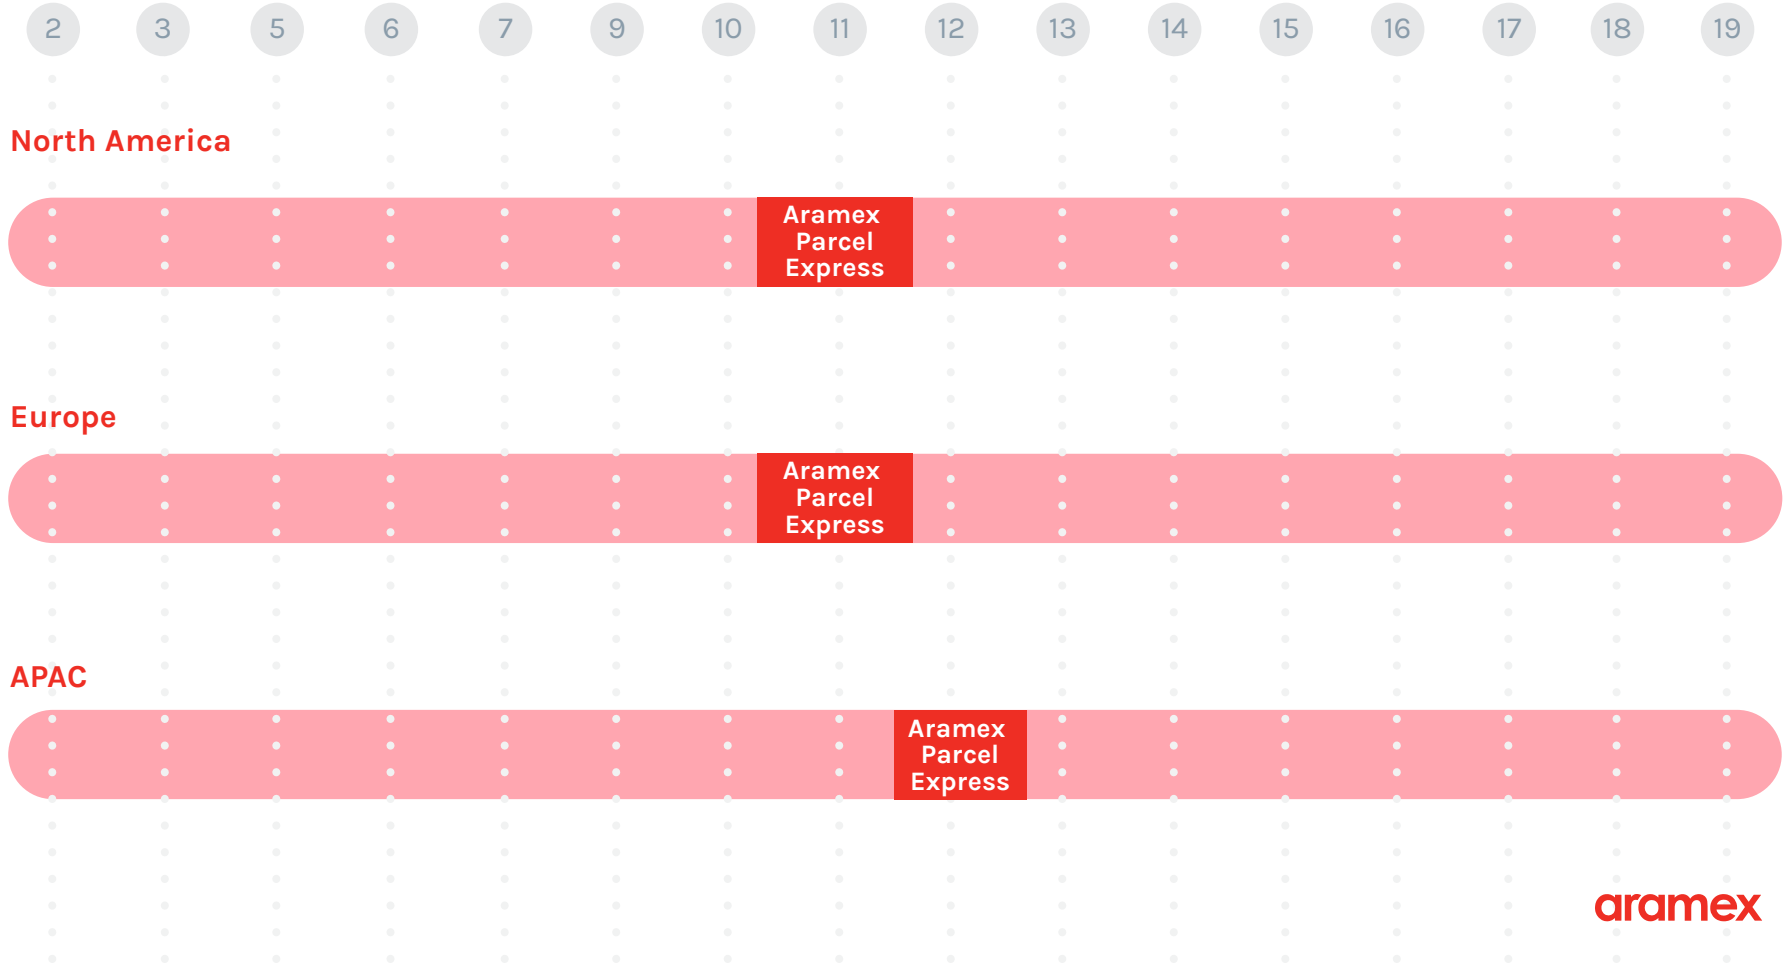 2 3 5 6 7 9 10 11 12 13 14 15 16 17 18 19
North America
Aramex
Parcel
Express
Europe
Aramex
Parcel
Express
APAC
Aramex
Parcel
Express
aramex